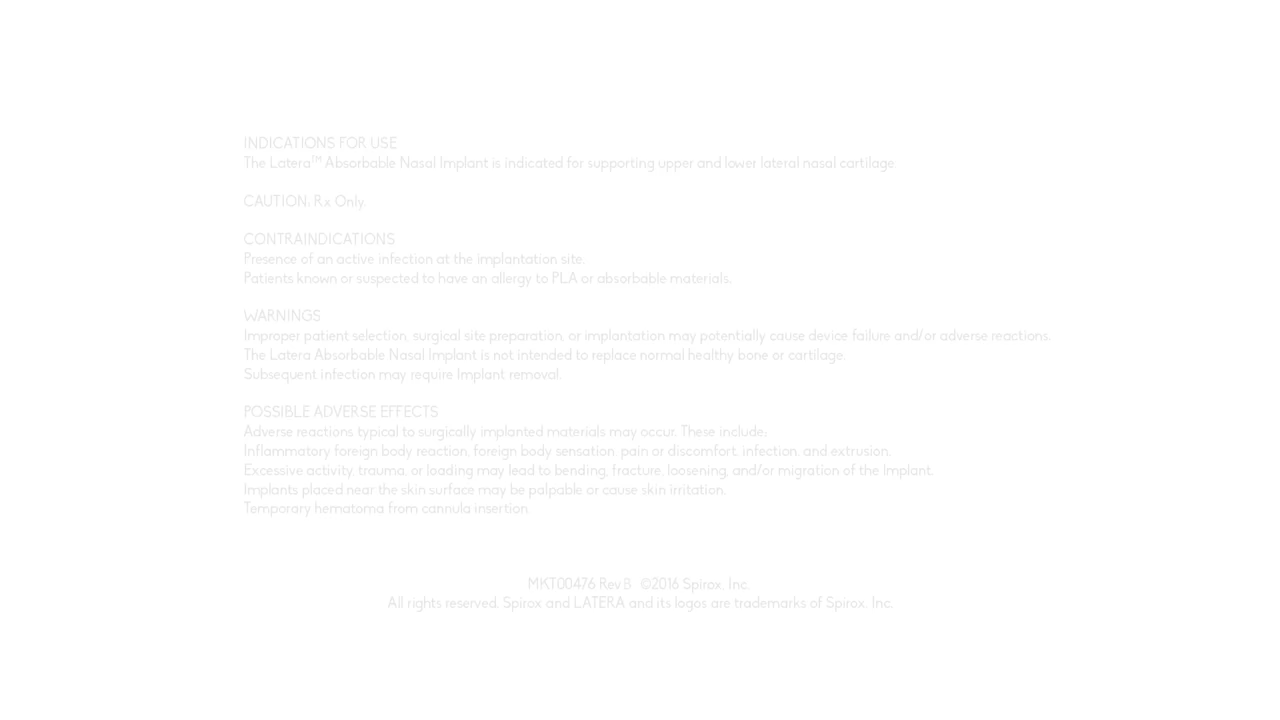 INDICATIONS FOR USE
The Latera™ Absorbable Nasal Implant is indicated for supporting upper and lower lateral nasal cartilage.
CAUTION: Rx Only.
CONTRAINDICATIONS
Presence of an active infection at the implantation site.
Patients known or suspected to have an allergy to PLA or absorbable materials.
WARNINGS
Improper patient selection, surgical site preparation, or implantation may potentially cause device failure and/or adverse reactions.
The Latera Absorbable Nasal Implant is not intended to replace normal healthy bone or cartilage.
Subsequent infection may require Implant removal.
POSSIBLE ADVERSE EFFECTS
Adverse reactions typical to surgically implanted materials may occur. These include:
Inflammatory foreign body reaction, foreign body sensation, pain or discomfort, infection, and extrusion.
Excessive activity, trauma, or loading may lead to bending, fracture, loosening, and/or migration of the Implant.
Implants placed near the skin surface may be palpable or cause skin irritation.
Temporary hematoma from cannula insertion.
MKT00476 Rev.B ©2016 Spirox, Inc.
All rights reserved. Spirox and LATERA and its logos are trademarks of Spirox, Inc.